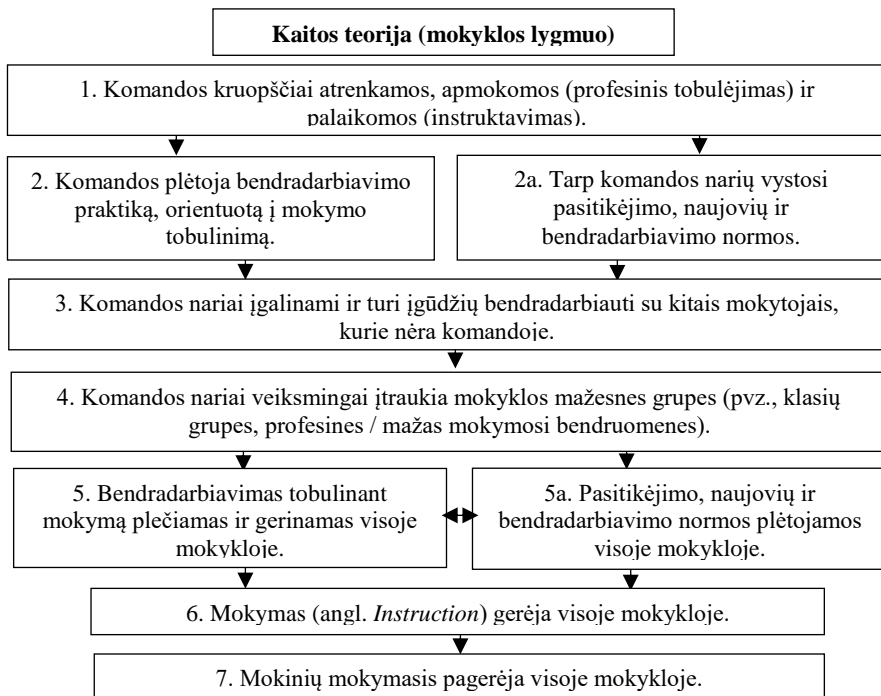 Kaitos teorija (mokyklos lygmuo)
1. Komandos kruopščiai atrenkamos, apmokomos (profesinis tobulėjimas) ir
palaikomos (instruktavimas).
2. Komandos plėtoja bendradarbiavimo
praktiką, orientuotą į mokymo
tobulinimą.
2a. Tarp komandos narių vystosi
pasitikėjimo, naujovių ir
bendradarbiavimo normos.
3. Komandos nariai įgalinami ir turi įgūdžių bendradarbiauti su kitais mokytojais,
kurie nėra komandoje.
4. Komandos nariai veiksmingai įtraukia mokyklos mažesnes grupes (pvz., klasių
grupes, profesines / mažas mokymosi bendruomenes).
5. Bendradarbiavimas tobulinant
mokymą plečiamas ir gerinamas visoje
mokykloje.
5a. Pasitikėjimo, naujovių ir
bendradarbiavimo normos plėtojamos
visoje mokykloje.
6. Mokymas (angl. Instruction) gerėja visoje mokykloje.
7. Mokinių mokymasis pagerėja visoje mokykloje.